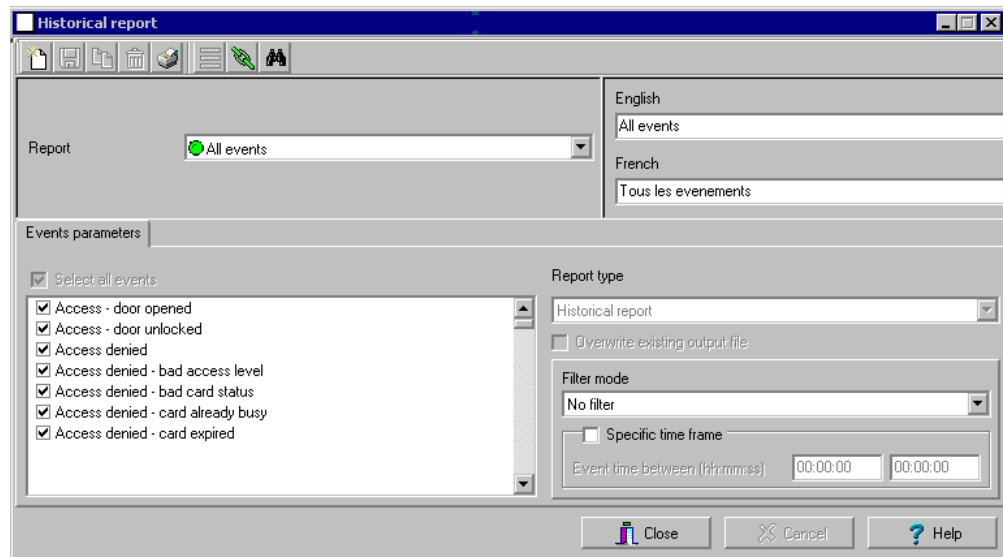 Historical report
English
All events
Report
All events
French
Tous les evenements
Events parameters
Select all events
Access - door opened
Access - door unlocked
Access denied
Access denied - bad access level
Access denied - bad card status
Access denied - card already busy
Access denied - card expired
Report type
Historical report
Overwrite existing output file
Filter mode
No filter
Specific time frame
Event time between (hh:mm:ss) 00:00:00 00:00:00
Close Cancel Help